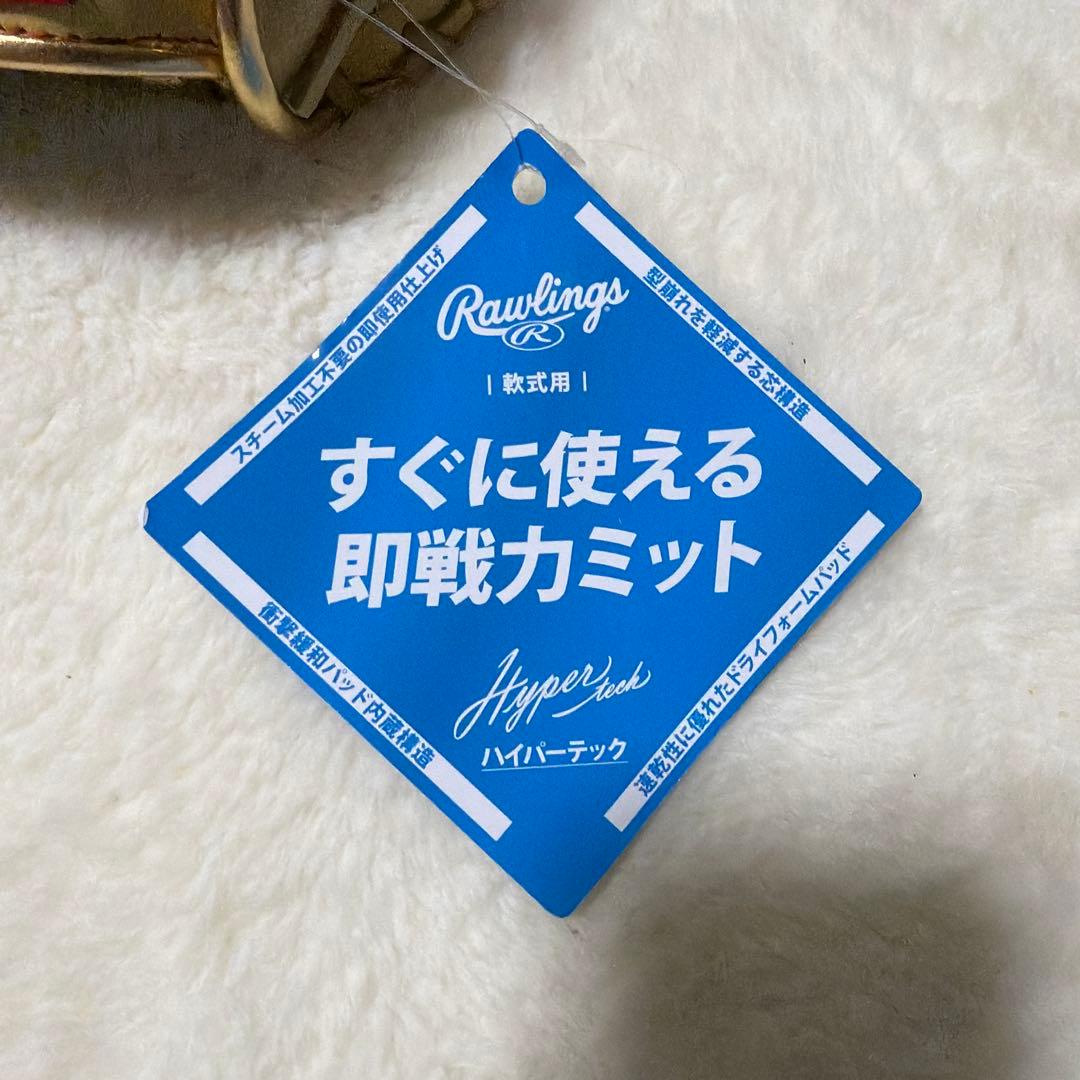 Rawlings
R
軟式用
すぐに使える
即戦力ミット
Hyper tech
ハイパーテック
スチーム加工不要の即使用仕上げ
型崩れを軽減する芯構造
衝撃緩和パッド内蔵構造
速乾性に優れたドライフォームパッド